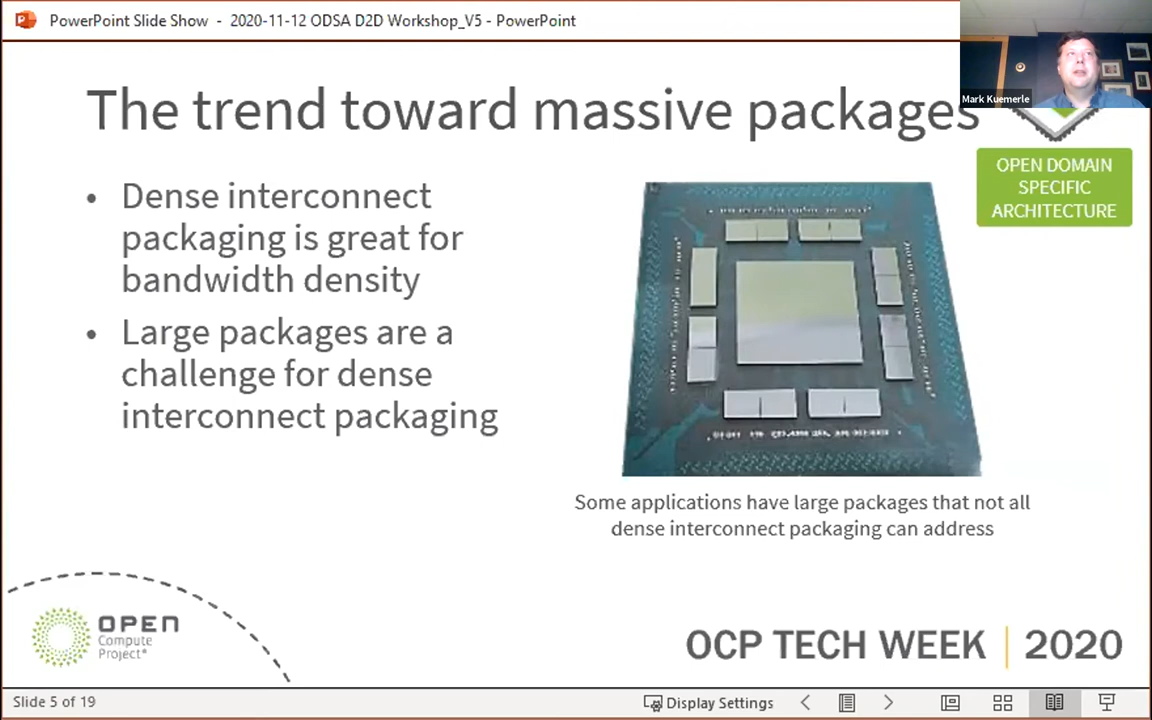 PowerPoint Slide Show - 2020-11-12 ODSA D2D Workshop_V5 - PowerPoint
Mark Kuemerle
The trend toward massive packages
OPEN DOMAIN
SPECIFIC
ARCHITECTURE
• Dense interconnect
packaging is great for
bandwidth density
• Large packages are a
challenge for dense
interconnect packaging
Some applications have large packages that not all
dense interconnect packaging can address
OPEN
Compute
Project®
OCP TECH WEEK | 2020
Slide 5 of 19
Display Settings